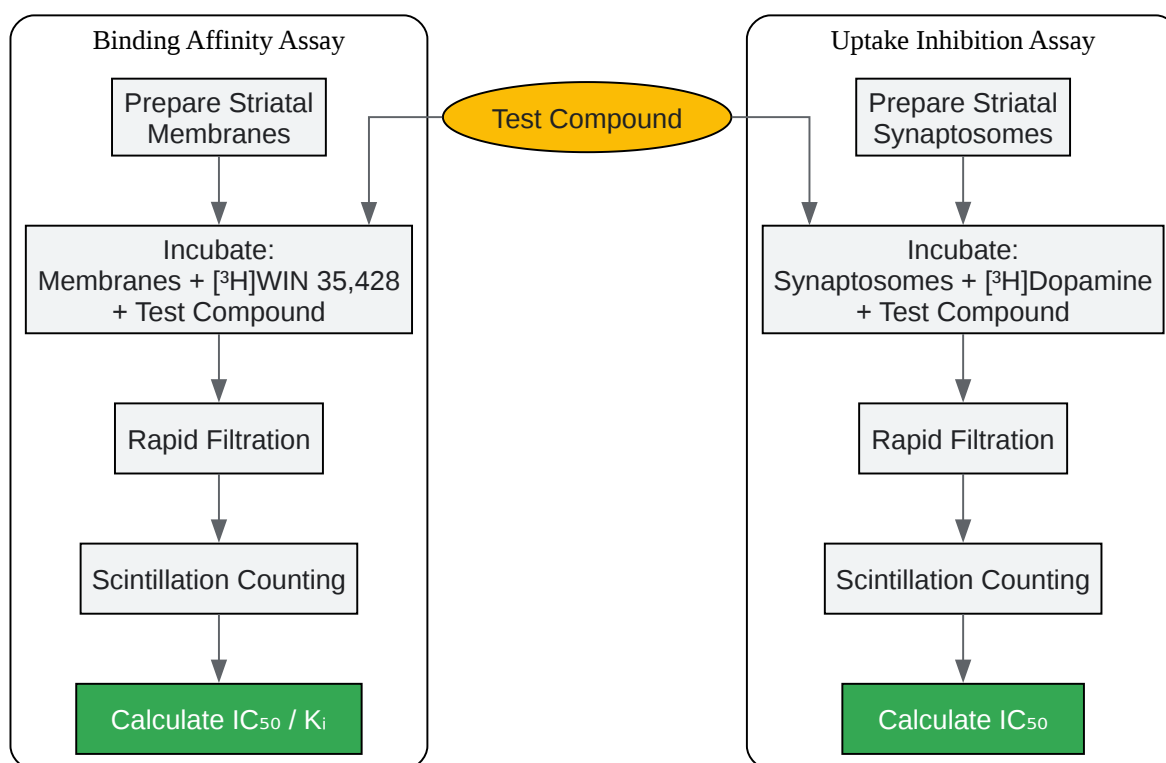 Binding Affinity Assay
Prepare Striatal
Membranes
Incubate:
Membranes + [³H]WIN 35,428
+ Test Compound
Rapid Filtration
Scintillation Counting
Calculate IC₅₀ / Kᵢ
Test Compound
Uptake Inhibition Assay
Prepare Striatal
Synaptosomes
Incubate:
Synaptosomes + [³H]Dopamine
+ Test Compound
Rapid Filtration
Scintillation Counting
Calculate IC₅₀